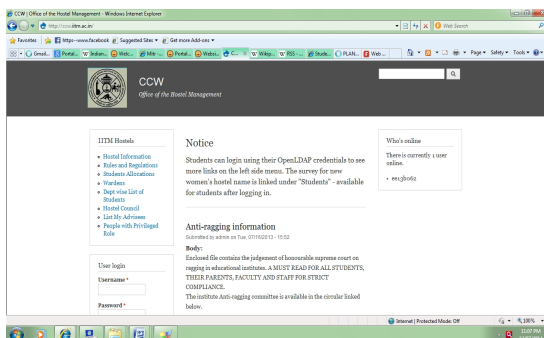 CCW | Office of the Hostel Management - Windows Internet Explorer
http://ccw.iitm.ac.in/
Web Search
Favorites https--www.facebook Suggested Sites Get more Add-ons
Gmail... Portal... Indian... Welc... Mitr -... Portal... Websi... C... Wikip... RSS - ... Stude... PLAN... Web ... Page Safety Tools
CCW
Office of the Hostel Management
IITM Hostels
Hostel Information
Rules and Regulations
Students Allocations
Wardens
Dept wise List of
Students
Hostel Council
List My Advisees
People with Privileged
Role
User login
Username *
Password *
Notice
Students can login using their OpenLDAP credentials to see
more links on the left side menu. The survey for new
women's hostel name is linked under "Students" - available
for students after logging in.
Anti-ragging information
Submitted by admin on Tue, 07/16/2013 - 15:52
Body:
Enclosed file contains the judgement of honourable supreme court on
ragging in educational institutes. A MUST READ FOR ALL STUDENTS,
THEIR PARENTS, FACULTY AND STAFF FOR STRICT
COMPLIANCE.
The institute Anti-ragging committee is available in the circular linked
below.
Who's online
There is currently 1 user
online.
ee13b062
Internet | Protected Mode: Off 100%
11:07 PM